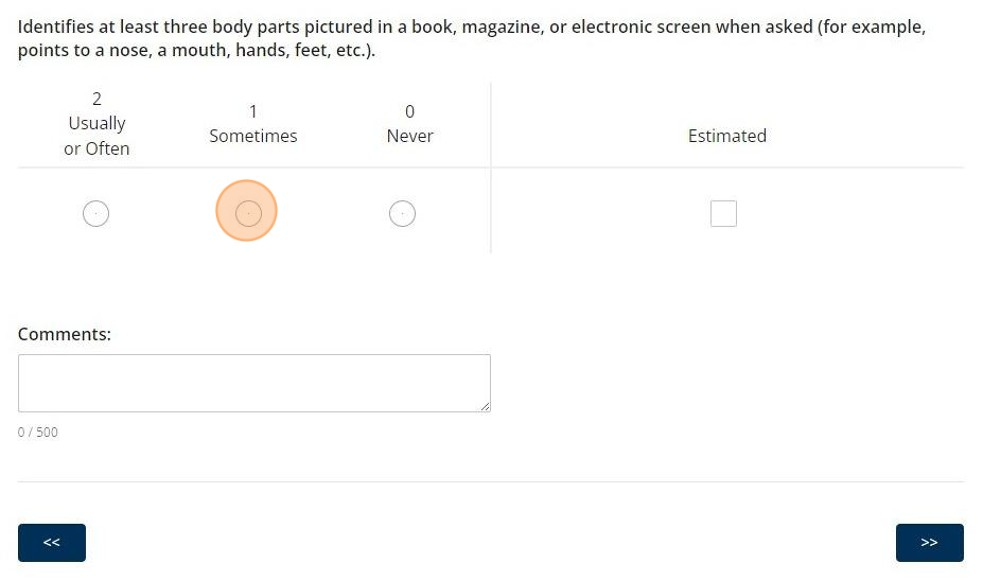 Identifies at least three body parts pictured in a book, magazine, or electronic screen when asked (for example,
points to a nose, a mouth, hands, feet, etc.).
2
Usually
or Often
1
Sometimes
0
Never
Estimated
Comments:
0 / 500
<<
>>